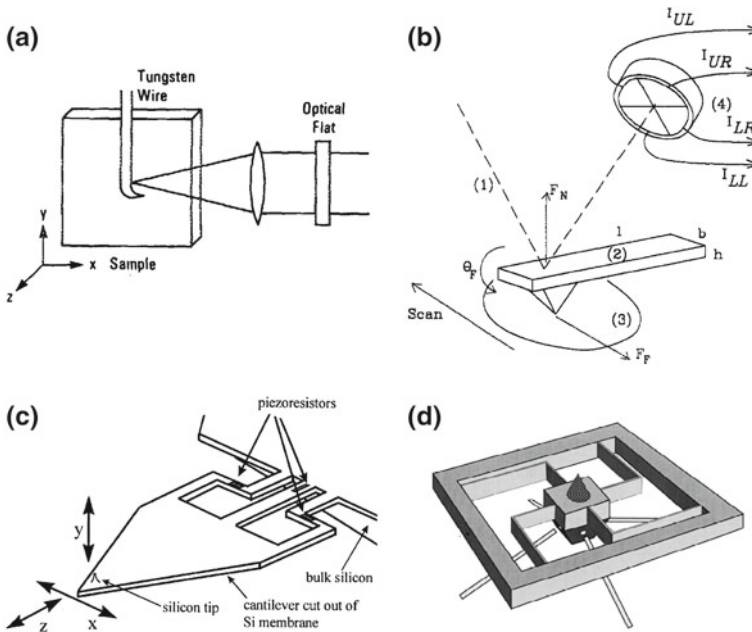 (a)
Tungsten
Wire
Optical
Flat
y
x
z
Sample
(b)
I_UL
I_UR
(4)
I_LR
I_LL
(1)
F_N
l
b
(2)
h
θ_F
Scan
(3)
F_F
(c)
piezoresistors
y
bulk silicon
silicon tip
cantilever cut out of
Si membrane
z
x
(d)